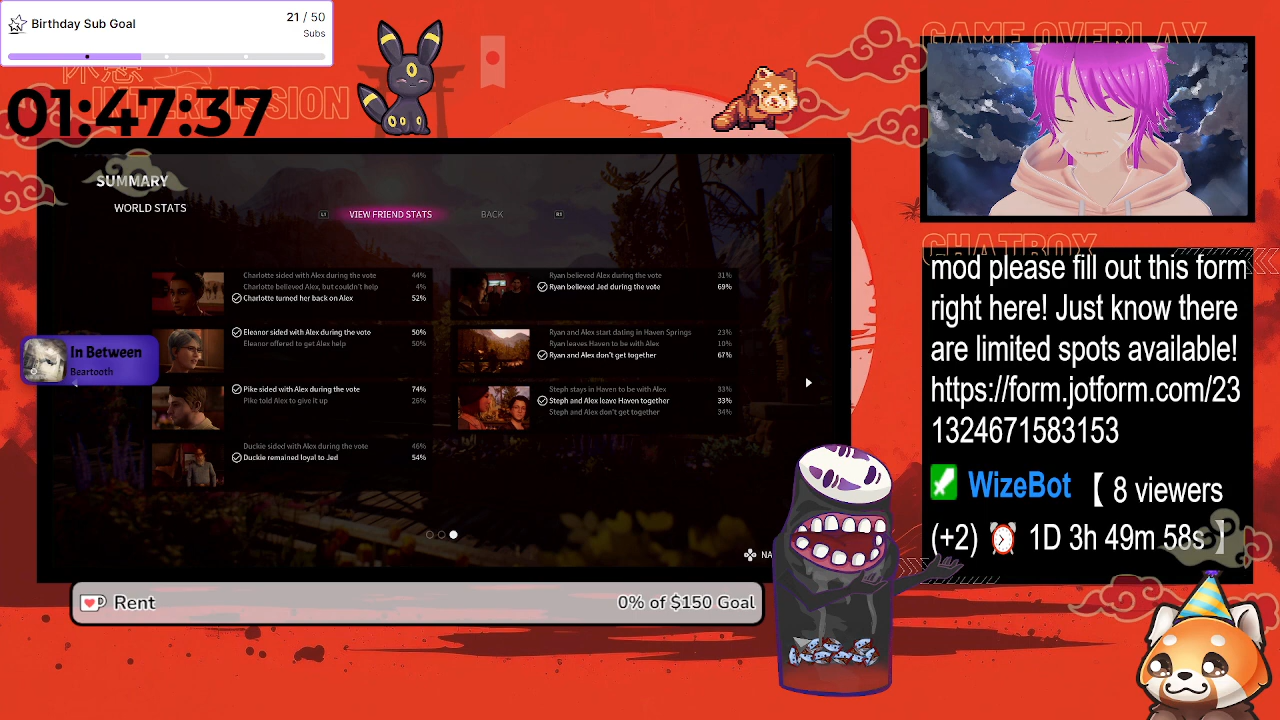 Birthday Sub Goal
21 / 50
Subs
GAME OVERLAY
休憩
INTERMISSION
01:47:37
SUMMARY
WORLD STATS
VIEW FRIEND STATS
BACK
Charlotte sided with Alex during the vote 44%
Charlotte believed Alex, but couldn't help 4%
Charlotte turned her back on Alex 52%
Eleanor sided with Alex during the vote 50%
Eleanor offered to get Alex help 50%
Pike sided with Alex during the vote 74%
Pike told Alex to give it up 26%
Duckie sided with Alex during the vote 46%
Duckie remained loyal to Jed 54%
Ryan believed Alex during the vote 31%
Ryan believed Jed during the vote 69%
Ryan and Alex start dating in Haven Springs 23%
Ryan leaves Haven to be with Alex 10%
Ryan and Alex don't get together 67%
Steph stays in Haven to be with Alex 33%
Steph and Alex leave Haven together 33%
Steph and Alex don't get together 34%
NA
In Between
Beartooth
Rent
0% of $150 Goal
CHATBOX
mod please fill out this form
right here! Just know there
are limited spots available!
https://form.jotform.com/23
1324671583153
WizeBot 【 8 viewers
(+2) ⏰ 1D 3h 49m 58s 】